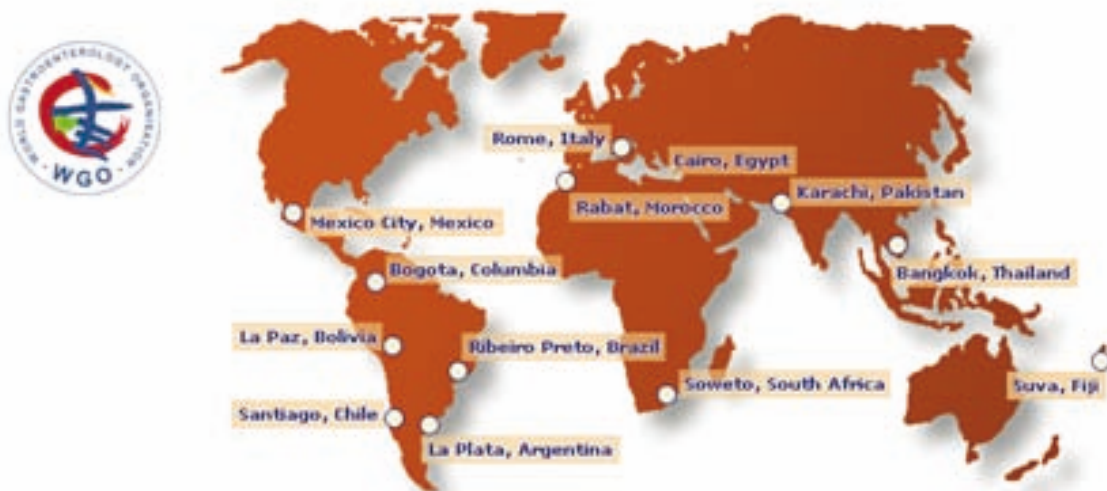 WORLD GASTROENTEROLOGY ORGANISATION
WGO
Rome, Italy
Cairo, Egypt
Karachi, Pakistan
Rabat, Morocco
Mexico City, Mexico
Bogota, Columbia
Bangkok, Thailand
La Paz, Bolivia
Ribeiro Preto, Brazil
Soweto, South Africa
Suva, Fiji
Santiago, Chile
La Plata, Argentina